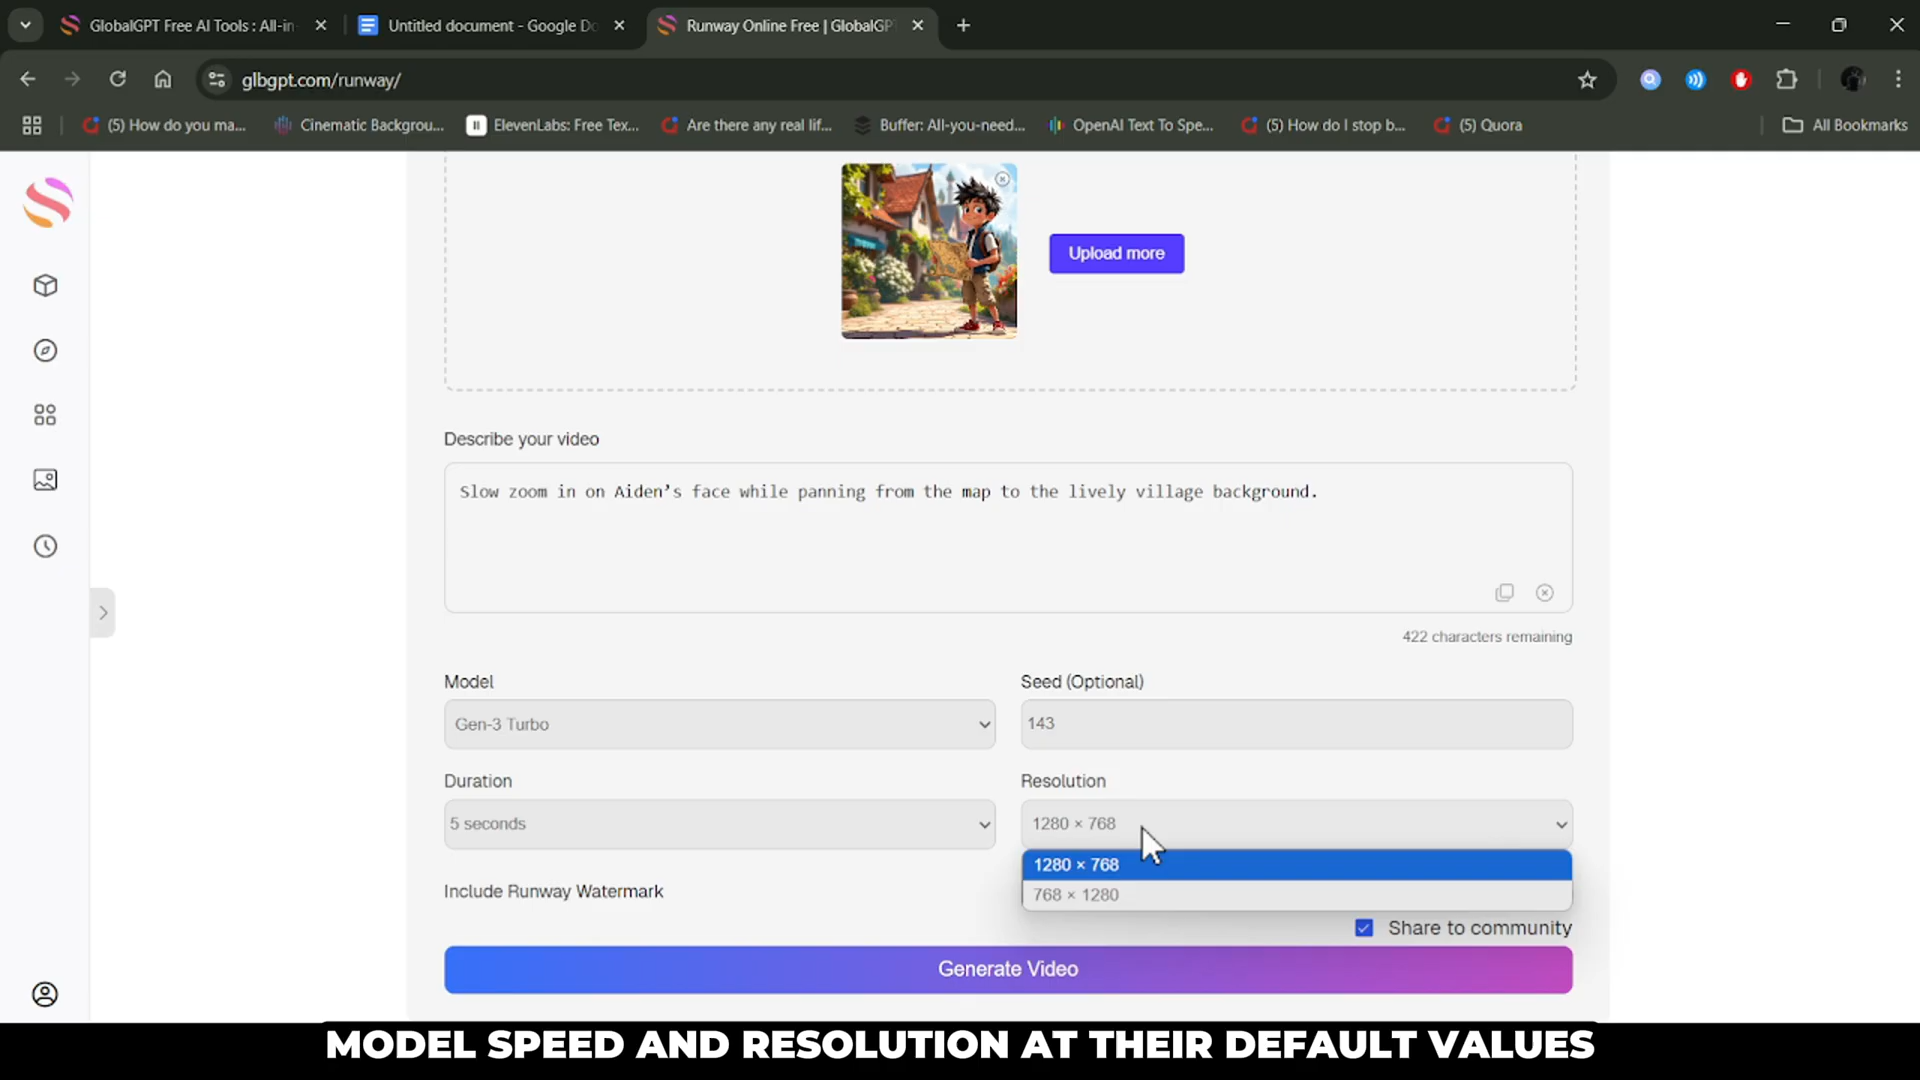 GlobalGPT Free AI Tools : All-in
Untitled document - Google Do
Runway Online Free | GlobalGP
glbgpt.com/runway/
(5) How do you ma...
Cinematic Backgrou...
ElevenLabs: Free Tex...
Are there any real lif...
Buffer: All-you-need...
OpenAI Text To Spe...
(5) How do I stop b...
(5) Quora
All Bookmarks
Upload more
Describe your video
Slow zoom in on Aiden’s face while panning from the map to the lively village background.
422 characters remaining
Model
Seed (Optional)
Gen-3 Turbo
143
Duration
Resolution
5 seconds
1280 × 768
1280 × 768
768 × 1280
Include Runway Watermark
Share to community
Generate Video
MODEL SPEED AND RESOLUTION AT THEIR DEFAULT VALUES